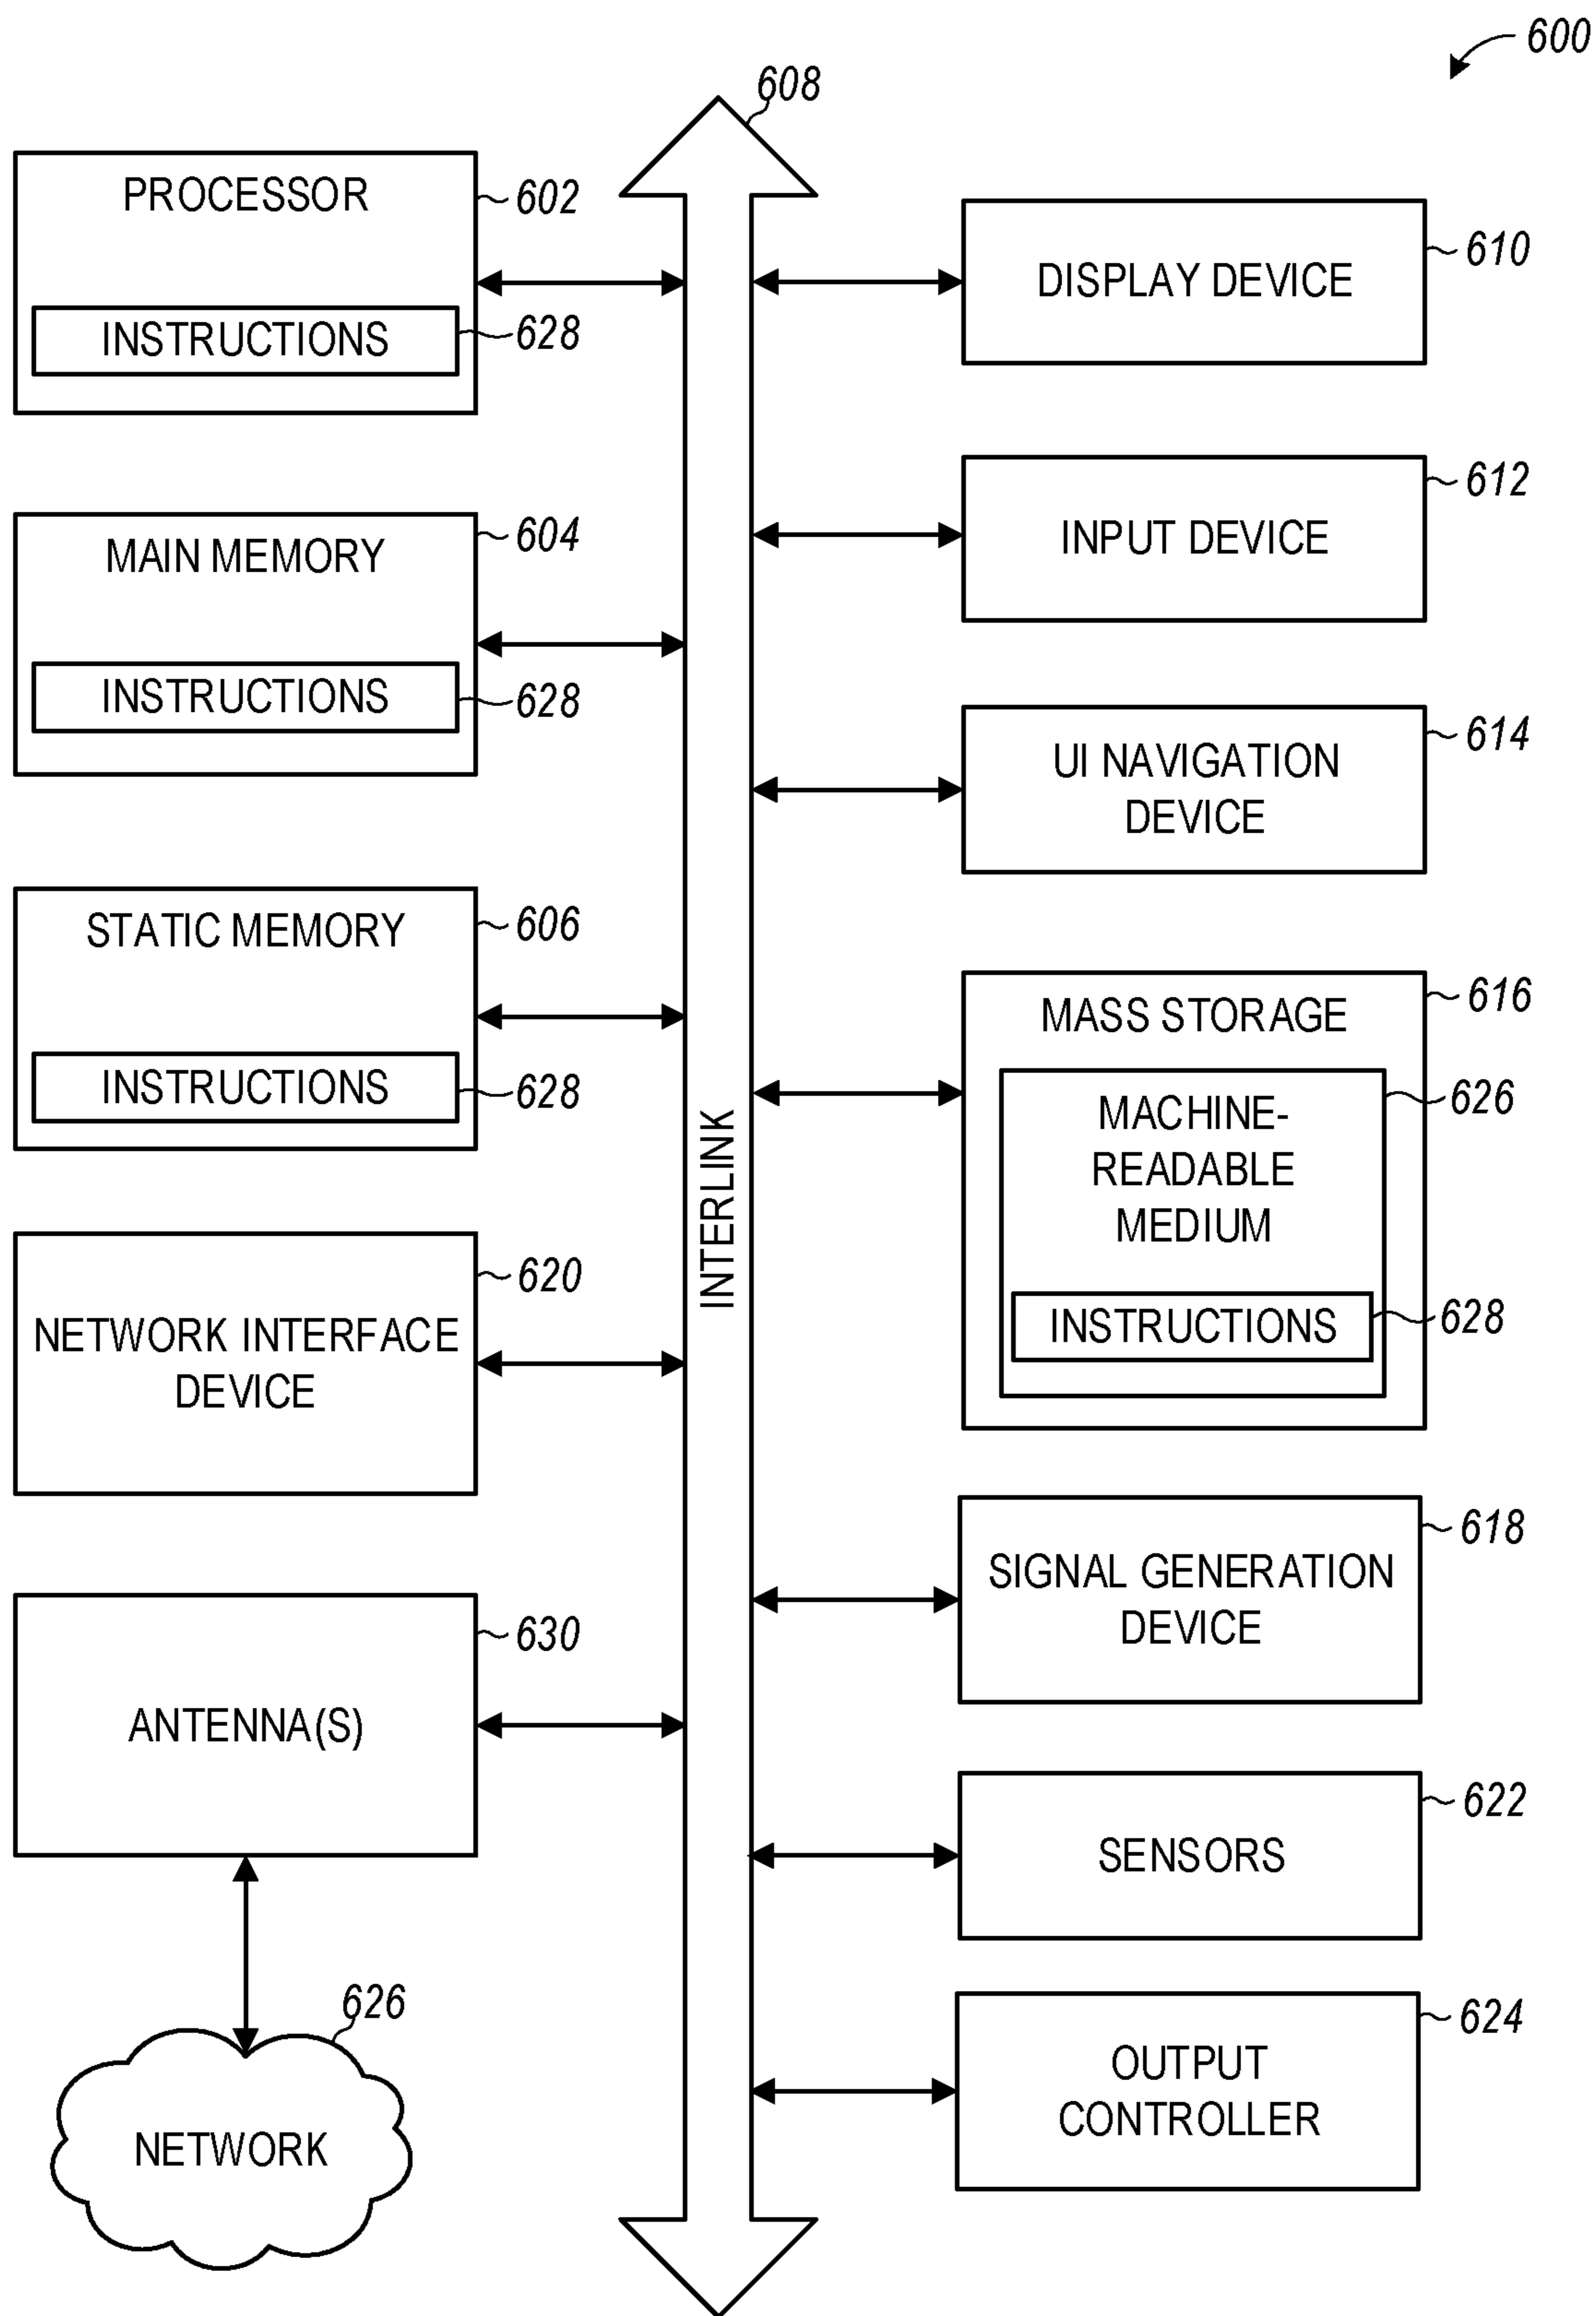 600
608
PROCESSOR
602
INSTRUCTIONS
628
MAIN MEMORY
604
INSTRUCTIONS
628
STATIC MEMORY
606
INSTRUCTIONS
628
NETWORK INTERFACE
DEVICE
620
ANTENNA(S)
630
626
NETWORK
INTERLINK
DISPLAY DEVICE
610
INPUT DEVICE
612
UI NAVIGATION
DEVICE
614
MASS STORAGE
616
MACHINE-
READABLE
MEDIUM
626
INSTRUCTIONS
628
SIGNAL GENERATION
DEVICE
618
SENSORS
622
OUTPUT
CONTROLLER
624